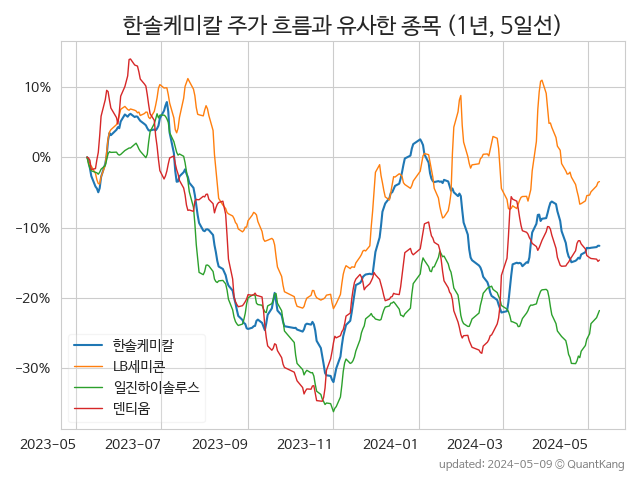 한솔케미칼 주가 흐름과 유사한 종목 (1년, 5일선)
10%
0%
−10%
−20%
−30%
한솔케미칼
LB세미콘
일진하이솔루스
덴티움
2023-05 2023-07 2023-09 2023-11 2024-01 2024-03 2024-05
updated: 2024-05-09 © QuantKang